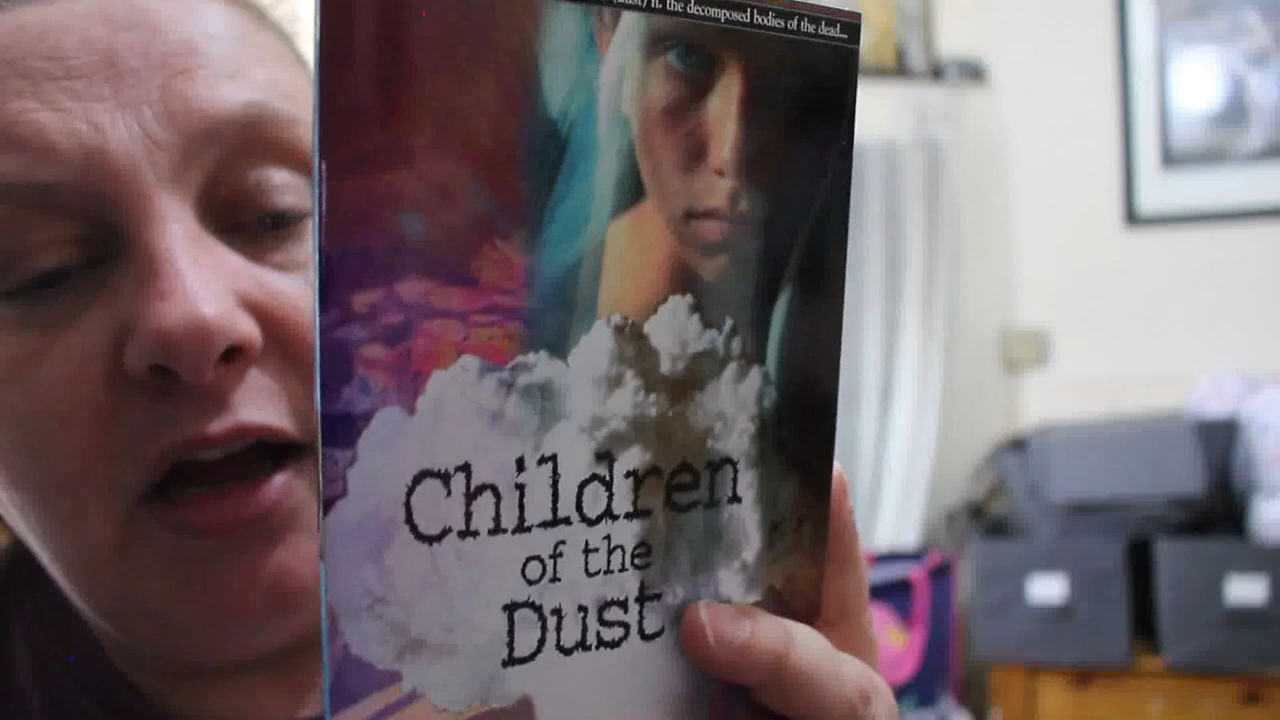 n. the decomposed bodies of the dead...
Children
of the
Dust